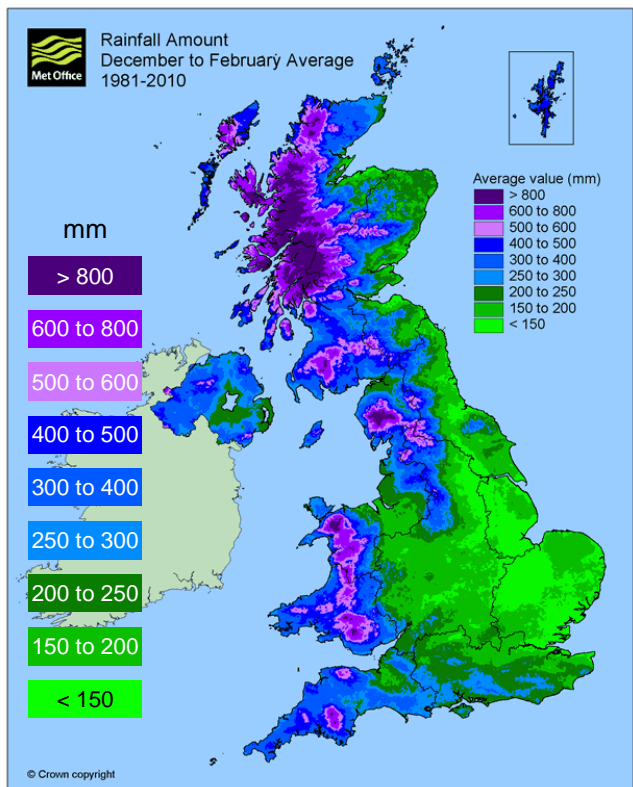 Met Office
Rainfall Amount
December to February Average
1981-2010
mm
> 800
600 to 800
500 to 600
400 to 500
300 to 400
250 to 300
200 to 250
150 to 200
< 150
Average value (mm)
> 800
600 to 800
500 to 600
400 to 500
300 to 400
250 to 300
200 to 250
150 to 200
< 150
© Crown copyright